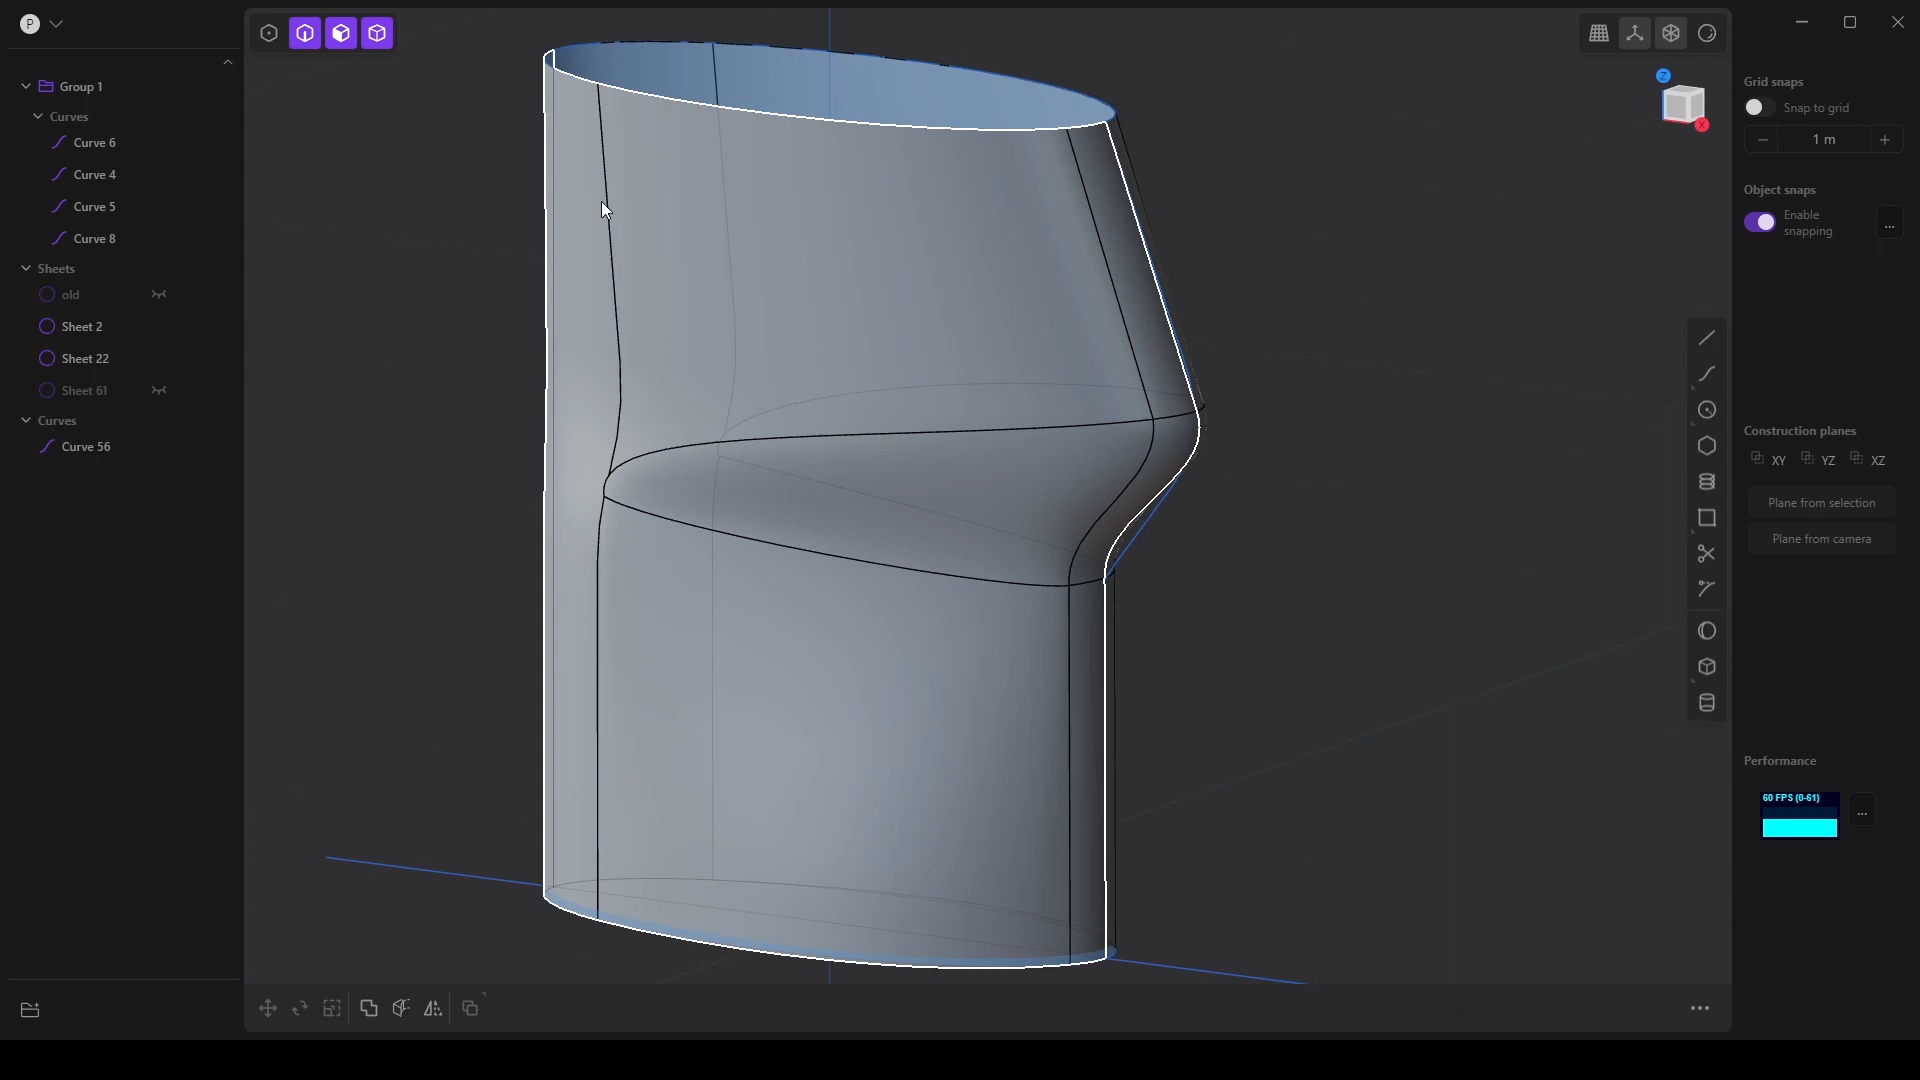 P
Group 1
Curves
Curve 6
Curve 4
Curve 5
Curve 8
Sheets
old
Sheet 2
Sheet 22
Sheet 61
Curves
Curve 56
Z
X
Grid snaps
Snap to grid
1 m
Object snaps
Enable
snapping
...
Construction planes
XY YZ XZ
Plane from selection
Plane from camera
Performance
60 FPS (0-61)
...